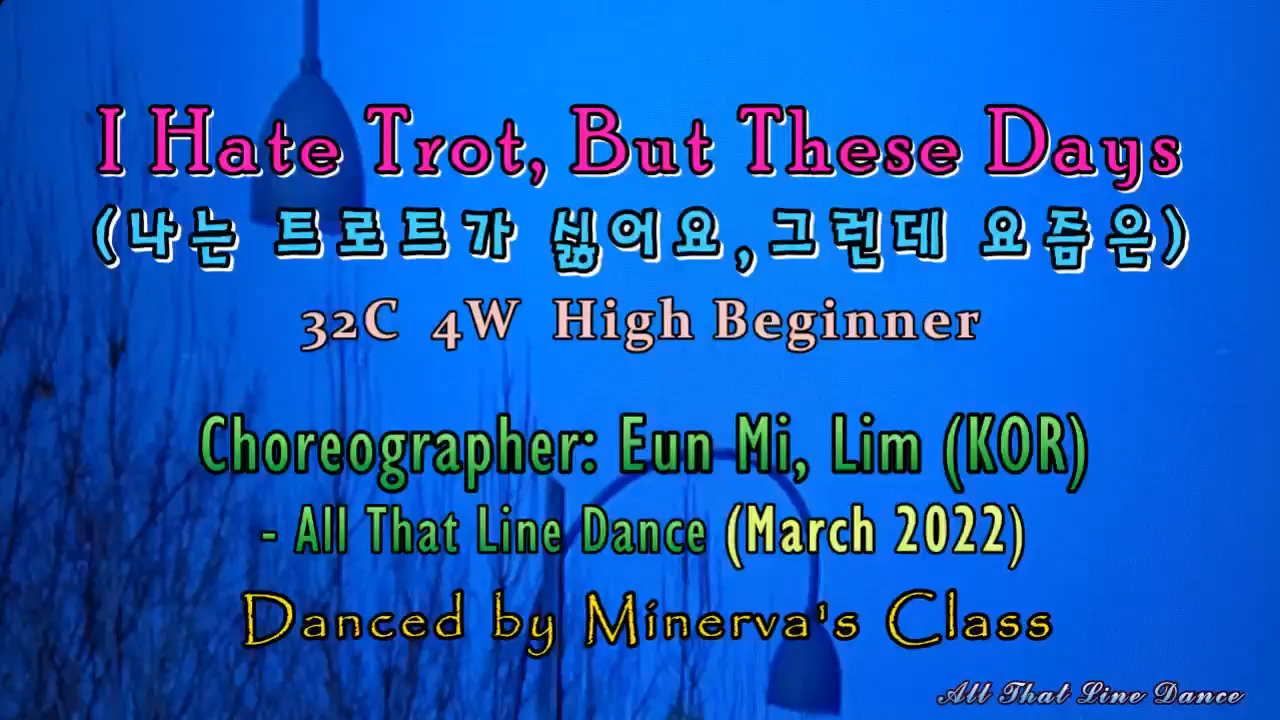 I Hate Trot, But These Days
(나는 트로트가 싫어요,그런데 요즘은)
32C 4W High Beginner
Choreographer: Eun Mi, Lim (KOR)
- All That Line Dance (March 2022)
Danced by Minerva's Class
All That Line Dance